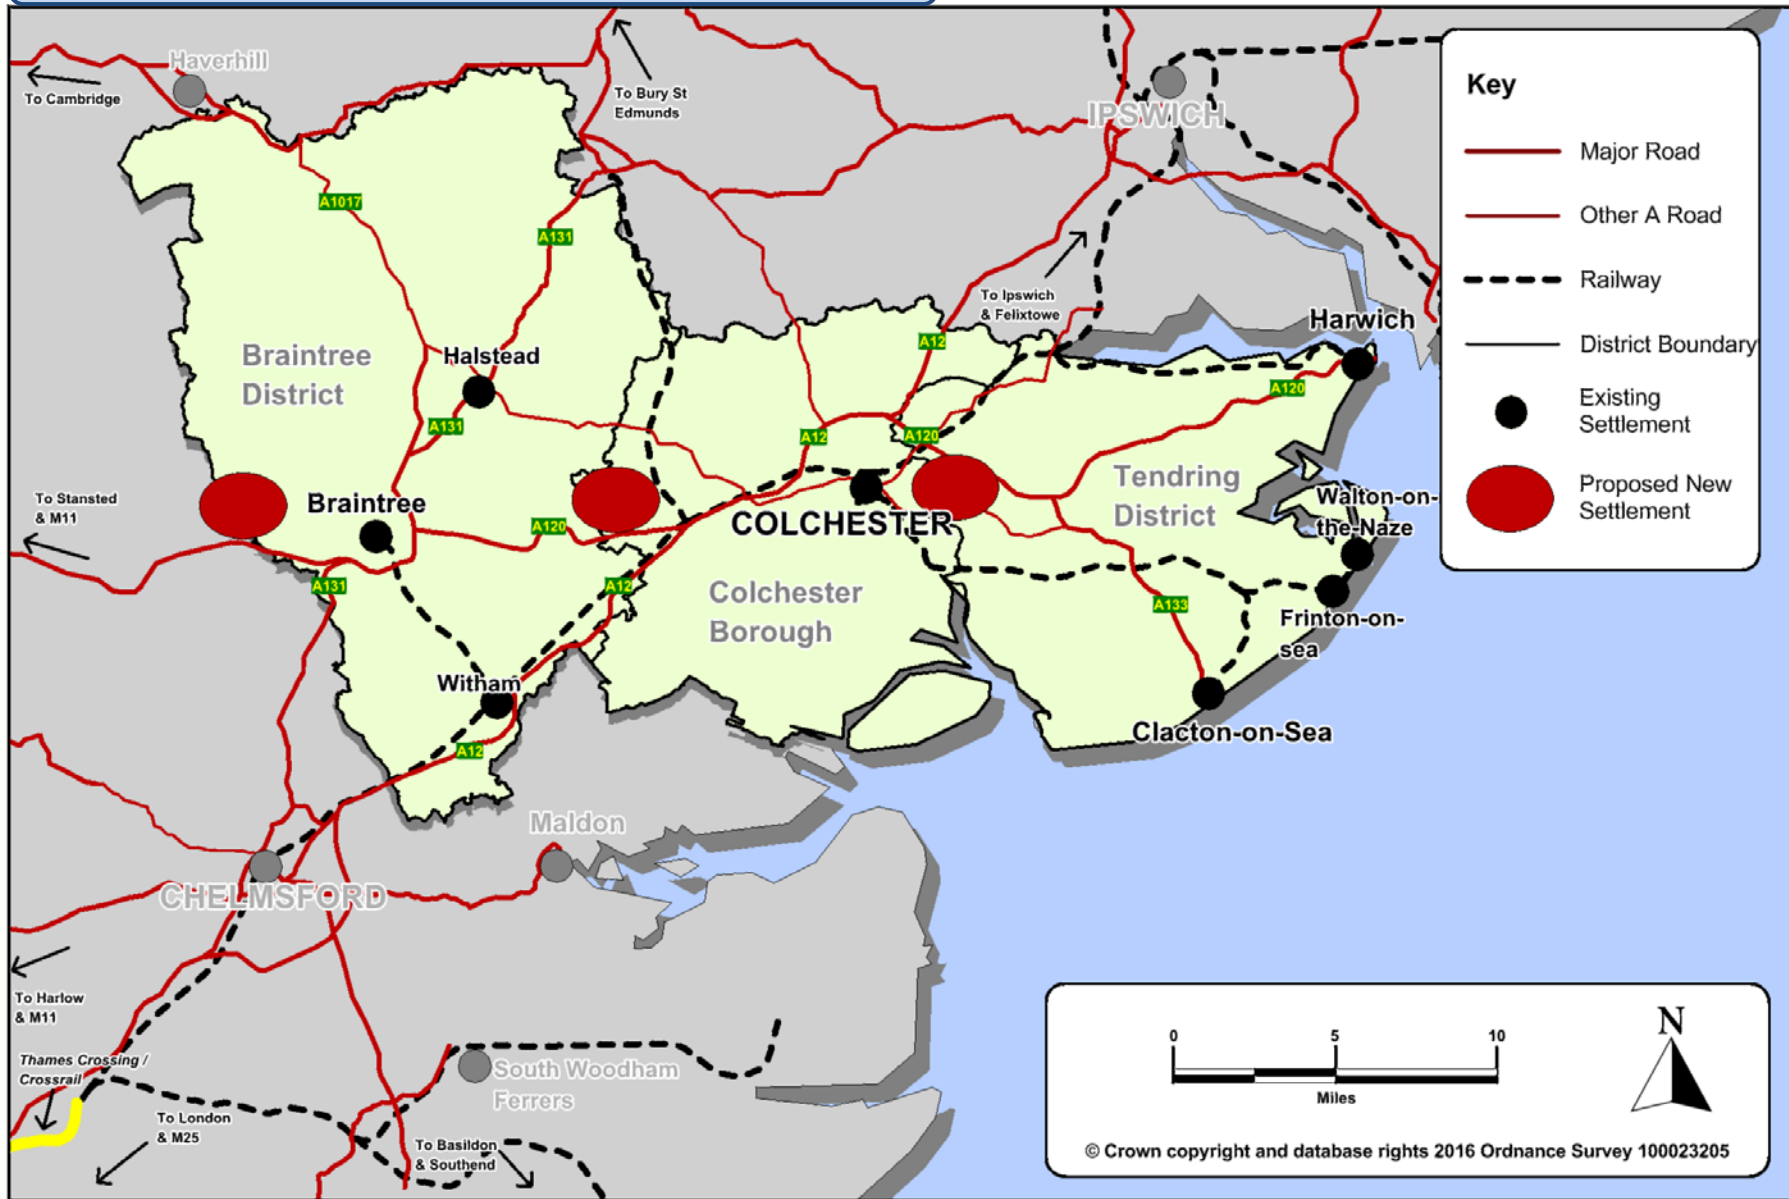 Haverhill
To Cambridge
To Bury St
Edmunds
IPSWICH
A1017
A131
To Ipswich
& Felixtowe
Harwich
A12
Braintree
District
Halstead
A120
A131
A12
A120
Tendring
District
To Stansted
& M11
Braintree
A120
COLCHESTER
Walton-on-
the-Naze
A131
A12
Colchester
Borough
A133
Frinton-on-
sea
Witham
A12
Clacton-on-Sea
Maldon
CHELMSFORD
To Harlow
& M11
Thames Crossing /
Crossrail
South Woodham
Ferrers
To London
& M25
To Basildon
& Southend
Key
Major Road
Other A Road
Railway
District Boundary
Existing
Settlement
Proposed New
Settlement
0 5 10
Miles
N
© Crown copyright and database rights 2016 Ordnance Survey 100023205